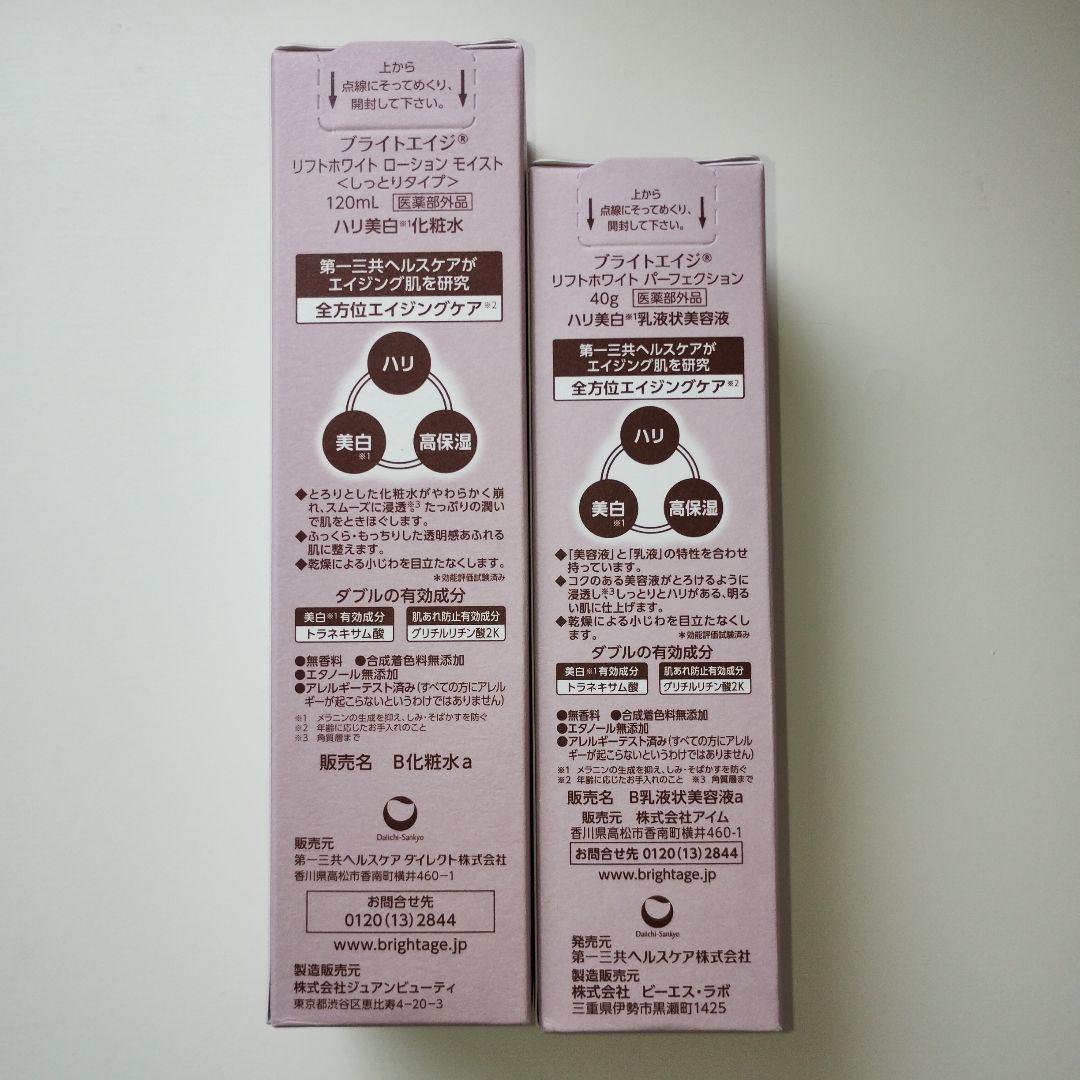 上から
点線にそってめくり、
開封して下さい。
ブライトエイジ®
リフトホワイト ローション モイスト
<しっとりタイプ>
120mL 医薬部外品
ハリ美白※1化粧水
第一三共ヘルスケアが
エイジング肌を研究
全方位エイジングケア※2
ハリ
美白
※1
高保湿
◆とろりとした化粧水がやわらかく崩
れ、スムーズに浸透※3。たっぷりの潤い
で肌をときほぐします。
◆ふっくら・もっちりした透明感あふれる
肌に整えます。
◆乾燥による小じわを目立たなくします。
＊効能評価試験済み
ダブルの有効成分
美白※1有効成分
トラネキサム酸
肌あれ防止有効成分
グリチルリチン酸2K
●無香料 ●合成着色料無添加
●エタノール無添加
●アレルギーテスト済み(すべての方にアレル
ギーが起こらないというわけではありません)
※1 メラニンの生成を抑え、しみ・そばかすを防ぐ
※2 年齢に応じたお手入れのこと
※3 角質層まで
販売名 B化粧水a
Daiichi-Sankyo
販売元
第一三共ヘルスケア ダイレクト株式会社
香川県高松市香南町横井460-1
お問合せ先
0120(13)2844
www.brightage.jp
製造販売元
株式会社ジュアンビューティ
東京都渋谷区恵比寿4-20-3
上から
点線にそってめくり、
開封して下さい。
ブライトエイジ®
リフトホワイト パーフェクション
40g 医薬部外品
ハリ美白※1乳液状美容液
第一三共ヘルスケアが
エイジング肌を研究
全方位エイジングケア※2
ハリ
美白
※1
高保湿
◆「美容液」と「乳液」の特性を合わせ
持っています。
◆コクのある美容液がとろけるように
浸透し※3、しっとりとハリがある、明る
い肌に仕上げます。
◆乾燥による小じわを目立たなくし
ます。 ＊効能評価試験済み
ダブルの有効成分
美白※1有効成分
トラネキサム酸
肌あれ防止有効成分
グリチルリチン酸2K
●無香料 ●合成着色料無添加
●エタノール無添加
●アレルギーテスト済み(すべての方にアレル
ギーが起こらないというわけではありません)
※1 メラニンの生成を抑え、しみ・そばかすを防ぐ
※2 年齢に応じたお手入れのこと ※3 角質層まで
販売名 B乳液状美容液a
販売元 株式会社アイム
香川県高松市香南町横井460-1
お問合せ先 0120(13)2844
www.brightage.jp
Daiichi-Sankyo
発売元
第一三共ヘルスケア株式会社
製造販売元
株式会社 ビーエス・ラボ
三重県伊勢市黒瀬町1425